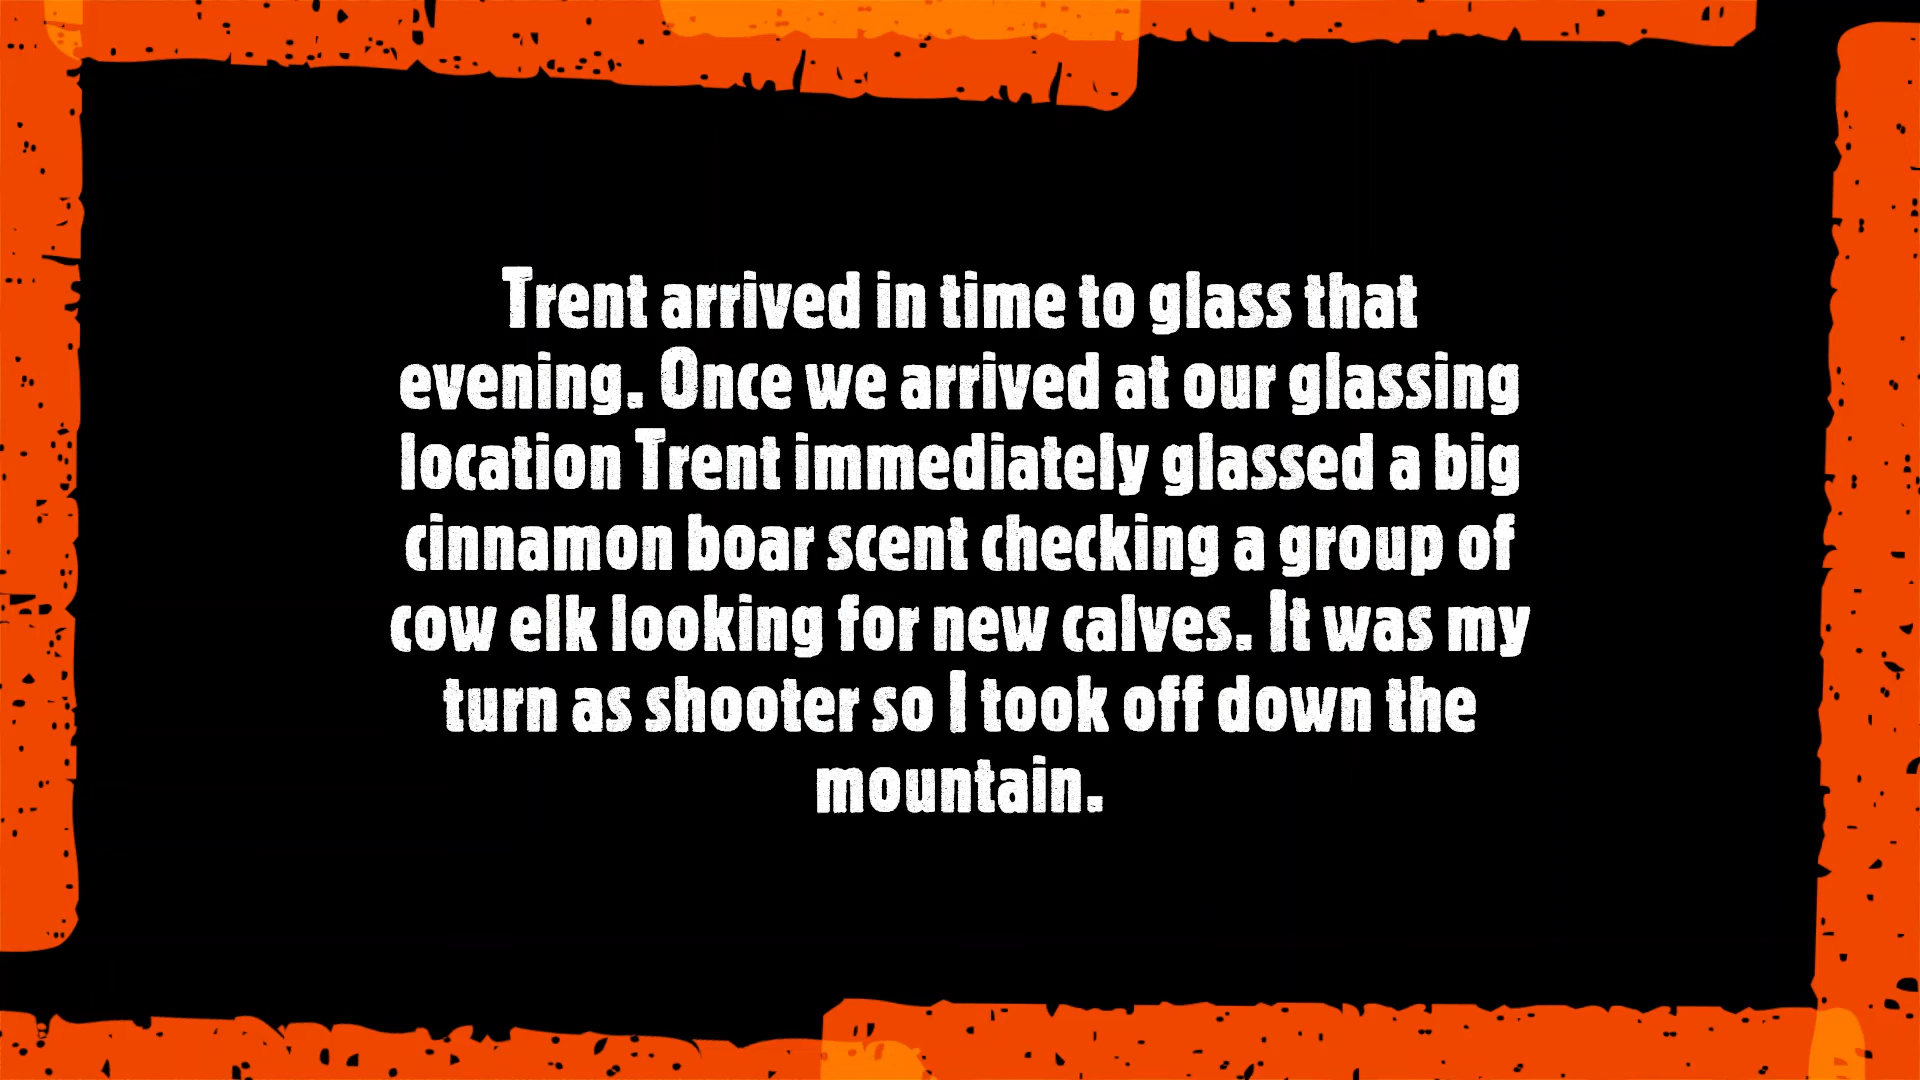 Trent arrived in time to glass that
evening. Once we arrived at our glassing
location Trent immediately glassed a big
cinnamon boar scent checking a group of
cow elk looking for new calves. It was my
turn as shooter so I took off down the
mountain.